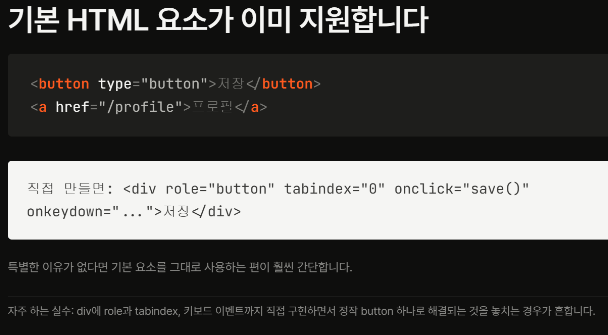 기본 HTML 요소가 이미 지원합니다
<button type="button">저장</button>
<a href="/profile">프로필</a>
직접 만들면: <div role="button" tabindex="0" onclick="save()"
onkeydown="...">저장</div>
특별한 이유가 없다면 기본 요소를 그대로 사용하는 편이 훨씬 간단합니다.
자주 하는 실수: div에 role과 tabindex, 키보드 이벤트까지 직접 구현하면서 정작 button 하나로 해결되는 것을 놓치는 경우가 흔합니다.